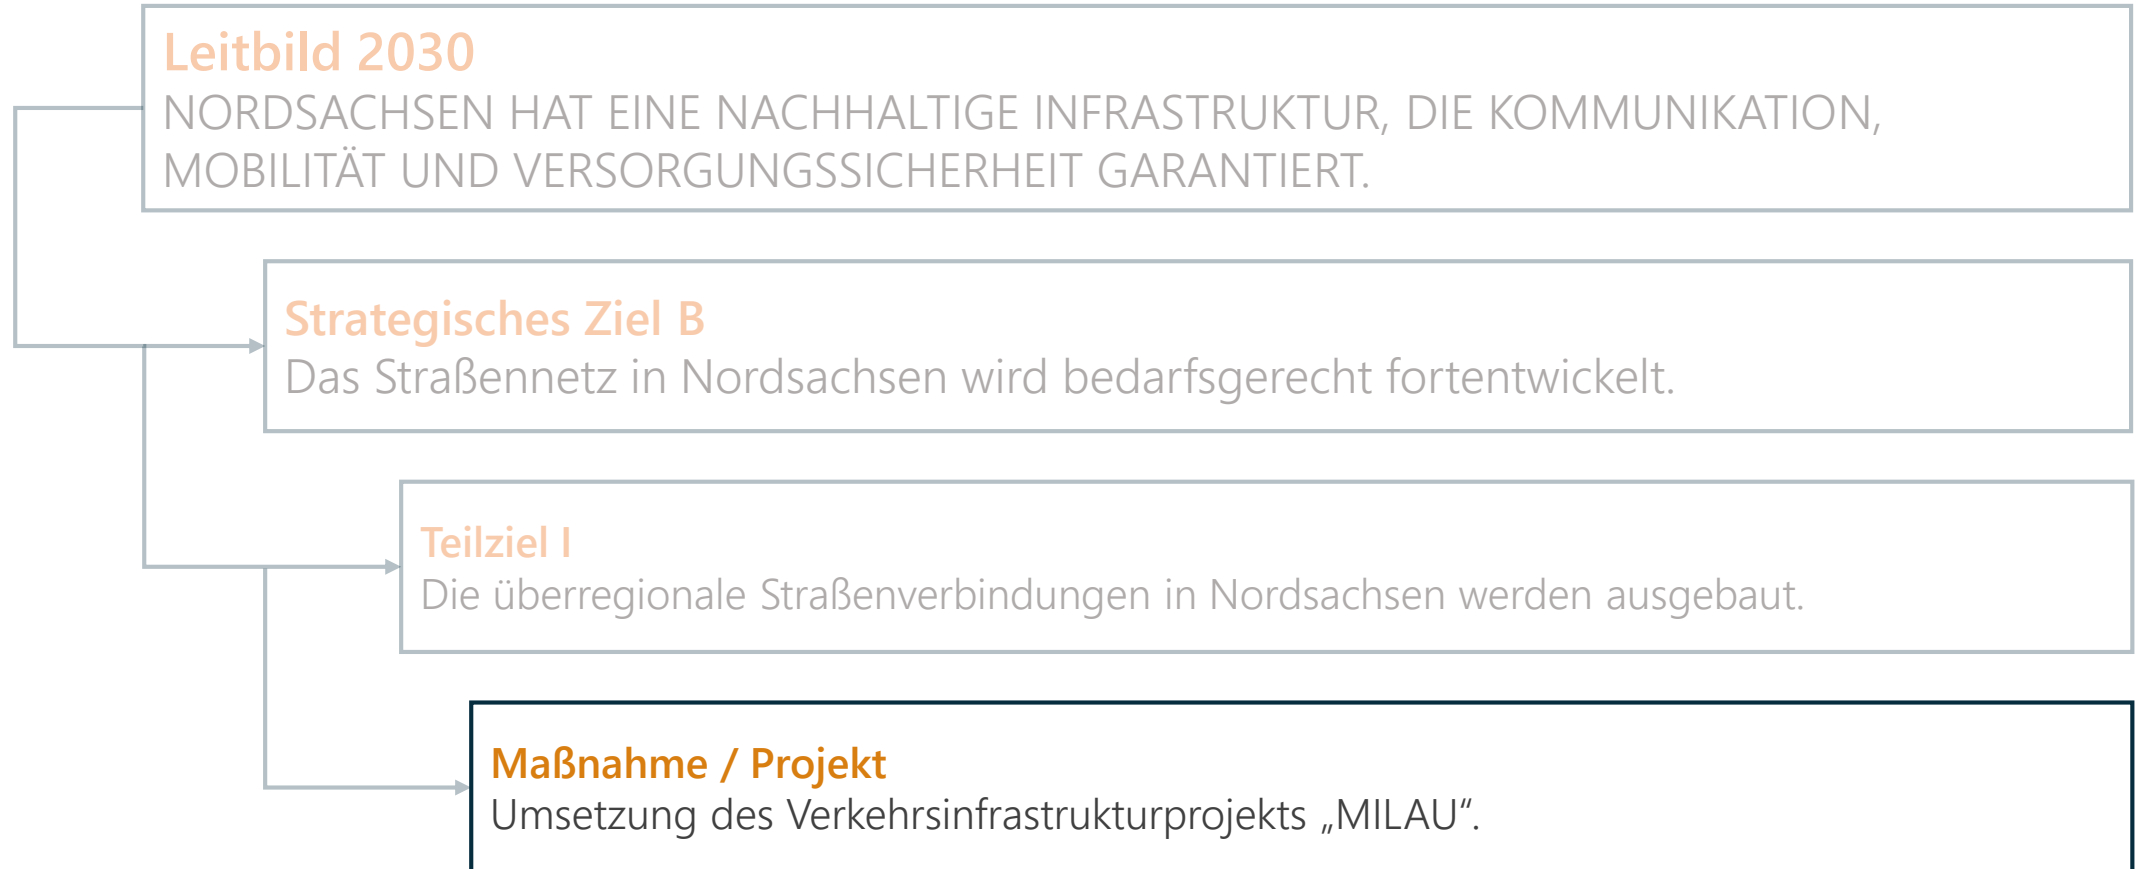 Leitbild 2030
NORDSACHSEN HAT EINE NACHHALTIGE INFRASTRUKTUR, DIE KOMMUNIKATION,
MOBILITÄT UND VERSORGUNGSSICHERHEIT GARANTIERT.
Strategisches Ziel B
Das Straßennetz in Nordsachsen wird bedarfsgerecht fortentwickelt.
Teilziel I
Die überregionale Straßenverbindungen in Nordsachsen werden ausgebaut.
Maßnahme / Projekt
Umsetzung des Verkehrsinfrastrukturprojekts „MILAU“.